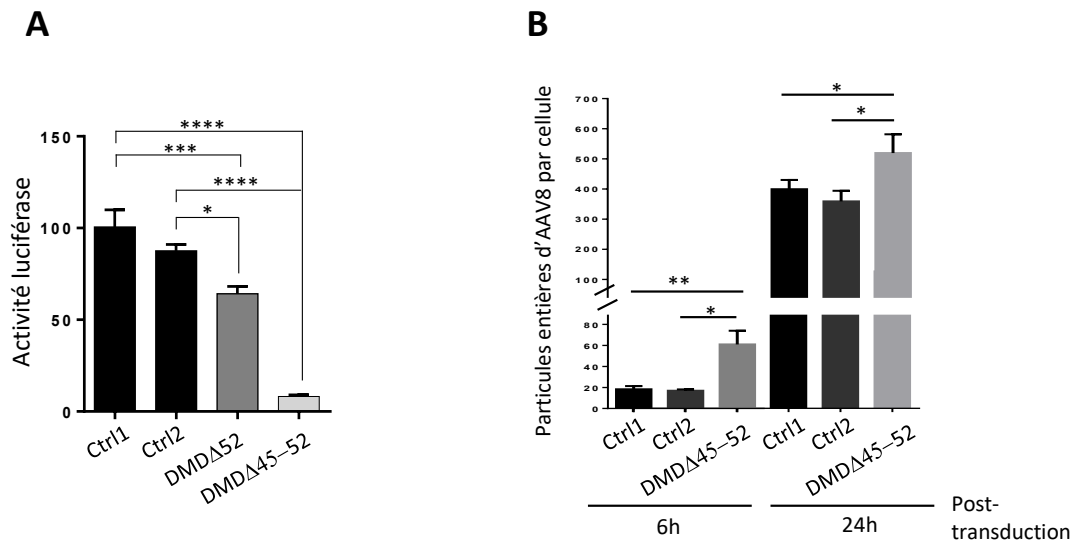 A
B
Activité luciférase
150
100
50
0
****
***
****
*
Ctrl1
Ctrl2
DMDΔ52
DMDΔ45–52
Particules entières d'AAV8 par cellule
700
600
500
400
300
200
100
80
60
40
20
0
*
*
**
*
Ctrl1
Ctrl2
DMDΔ45–52
Ctrl1
Ctrl2
DMDΔ45–52
6h
24h
Post-
transduction